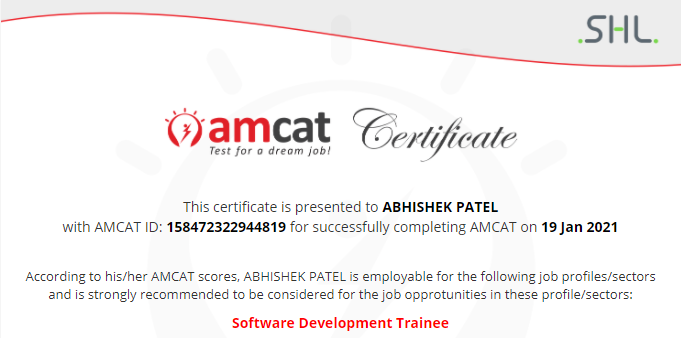 .SHL.
amcat Certificate
Test for a dream job!
This certificate is presented to ABHISHEK PATEL
with AMCAT ID: 158472322944819 for successfully completing AMCAT on 19 Jan 2021
According to his/her AMCAT scores, ABHISHEK PATEL is employable for the following job profiles/sectors
and is strongly recommended to be considered for the job opprotunities in these profile/sectors:
Software Development Trainee